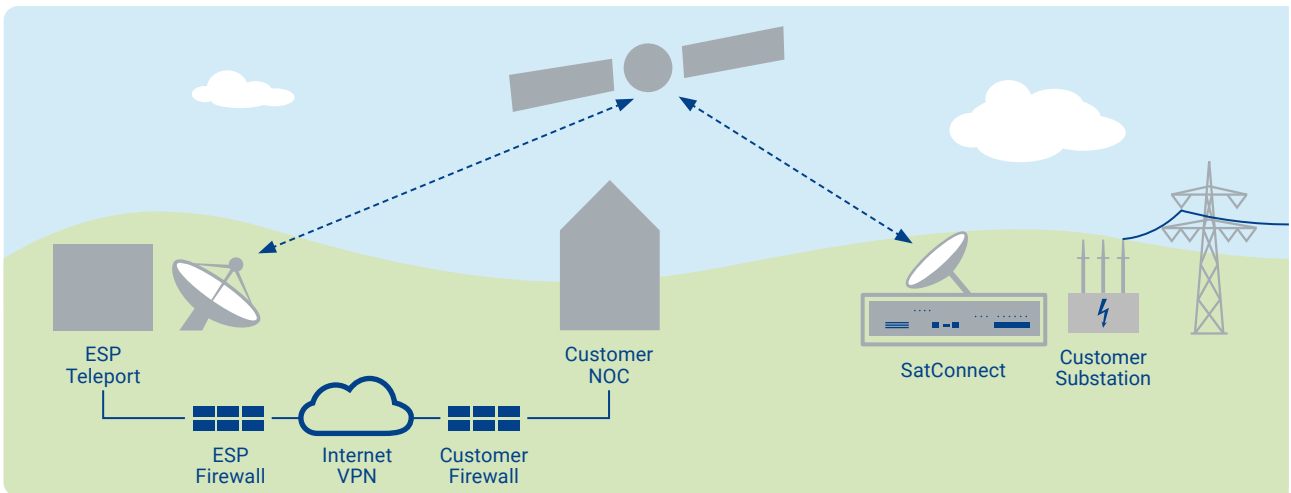 ESP
Teleport
Customer
NOC
SatConnect
Customer
Substation
ESP
Firewall
Internet
VPN
Customer
Firewall